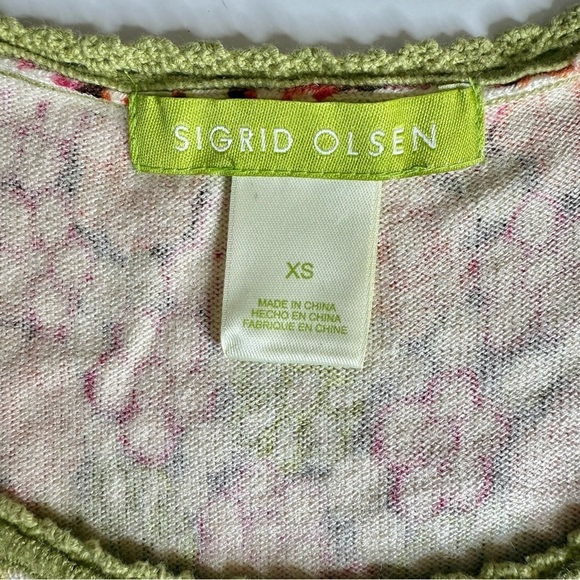 SIGRID OLSEN
XS
MADE IN CHINA
HECHO EN CHINA
FABRIQUE EN CHINE